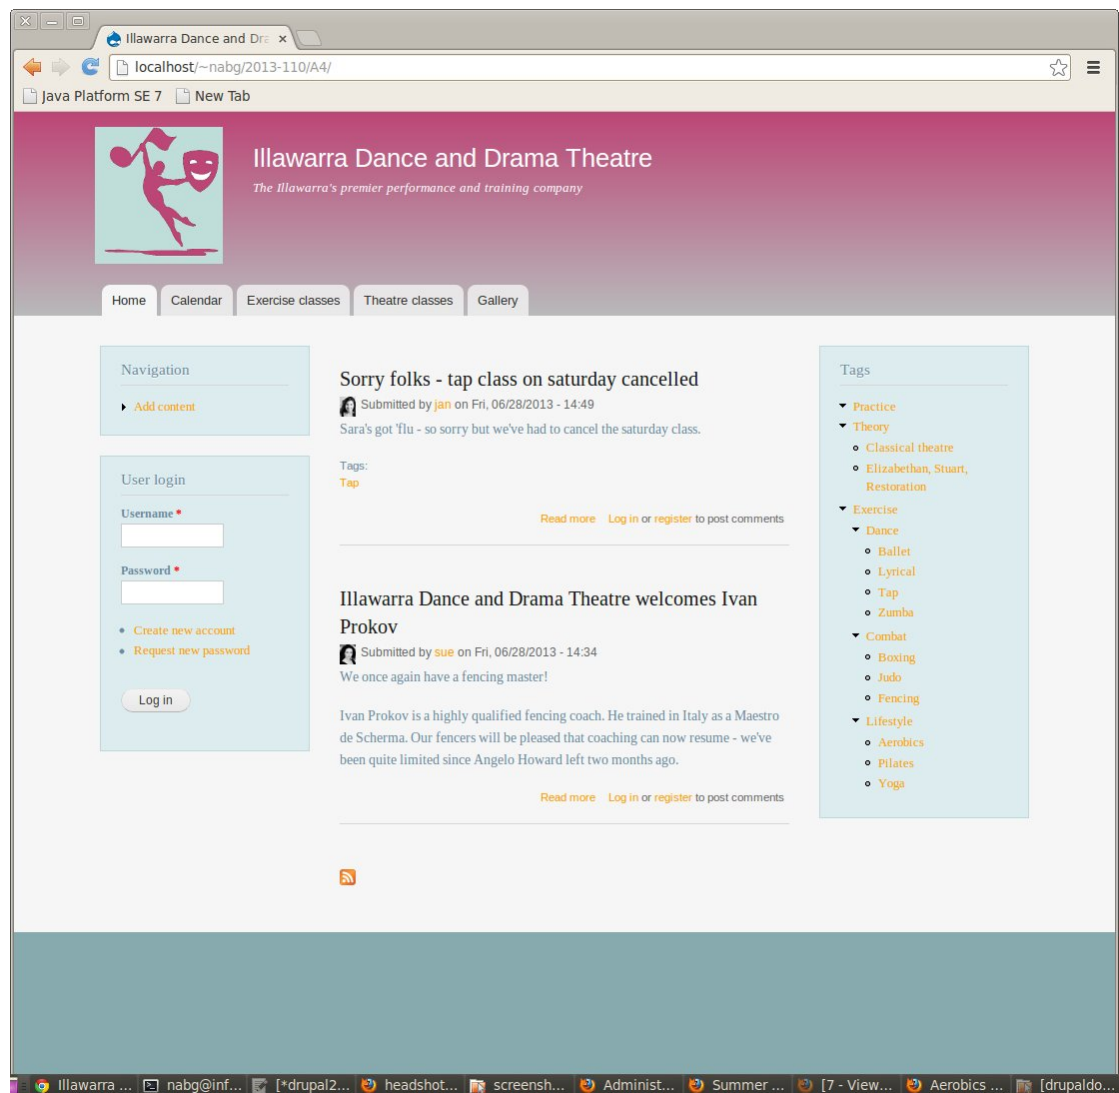 Illawarra Dance and Dra
localhost/~nabg/2013-110/A4/
Java Platform SE 7 New Tab
Illawarra Dance and Drama Theatre
The Illawarra's premier performance and training company
Home Calendar Exercise classes Theatre classes Gallery
Navigation
Add content
User login
Username *
Password *
Create new account
Request new password
Log in
Sorry folks - tap class on saturday cancelled
Submitted by jan on Fri, 06/28/2013 - 14:49
Sara's got 'flu - so sorry but we've had to cancel the saturday class.
Tags:
Tap
Read more Log in or register to post comments
Illawarra Dance and Drama Theatre welcomes Ivan
Prokov
Submitted by sue on Fri, 06/28/2013 - 14:34
We once again have a fencing master!
Ivan Prokov is a highly qualified fencing coach. He trained in Italy as a Maestro
de Scherma. Our fencers will be pleased that coaching can now resume - we've
been quite limited since Angelo Howard left two months ago.
Read more Log in or register to post comments
Tags
Practice
Theory
Classical theatre
Elizabethan, Stuart,
Restoration
Exercise
Dance
Ballet
Lyrical
Tap
Zumba
Combat
Boxing
Judo
Fencing
Lifestyle
Aerobics
Pilates
Yoga
Illawarra ... nabg@inf... [*drupal2... headshot... screensh... Administ... Summer ... [7 - View... Aerobics ... [drupaldo...